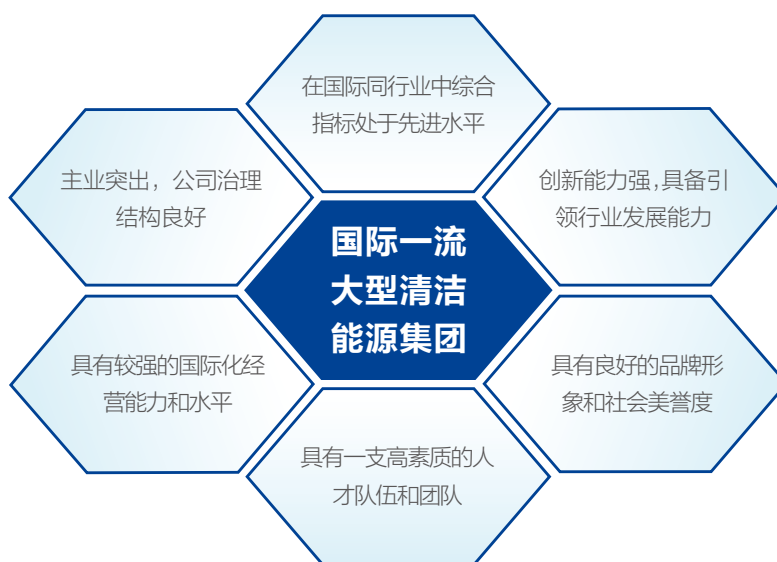 在国际同行业中综合
指标处于先进水平
主业突出，公司治理
结构良好
创新能力强,具备引
领行业发展能力
国际一流
大型清洁
能源集团
具有较强的国际化经
营能力和水平
具有良好的品牌形
象和社会美誉度
具有一支高素质的人
才队伍和团队